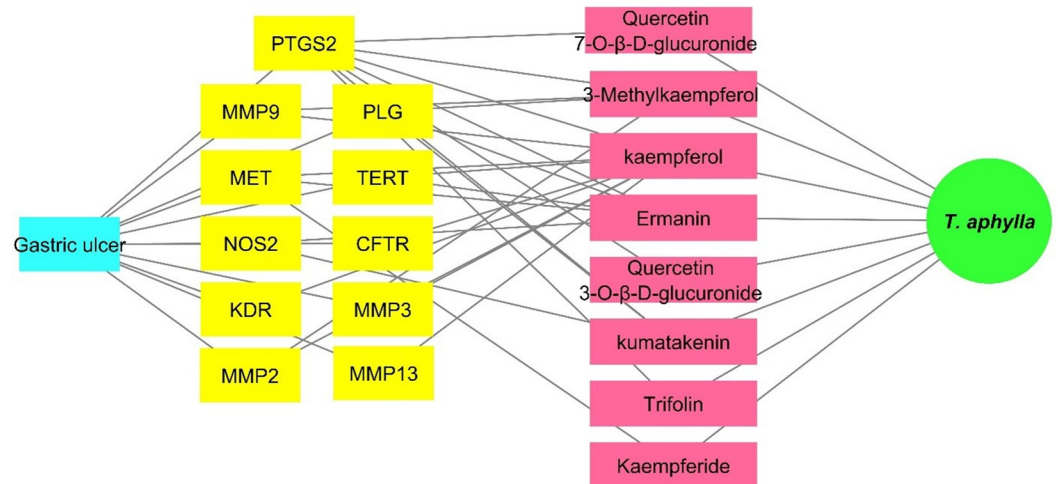 PTGS2
MMP9
PLG
MET
TERT
Gastric ulcer
NOS2
CFTR
KDR
MMP3
MMP2
MMP13
Quercetin
7-O-β-D-glucuronide
3-Methylkaempferol
kaempferol
Ermanin
Quercetin
3-O-β-D-glucuronide
kumatakenin
Trifolin
Kaempferide
T. aphylla